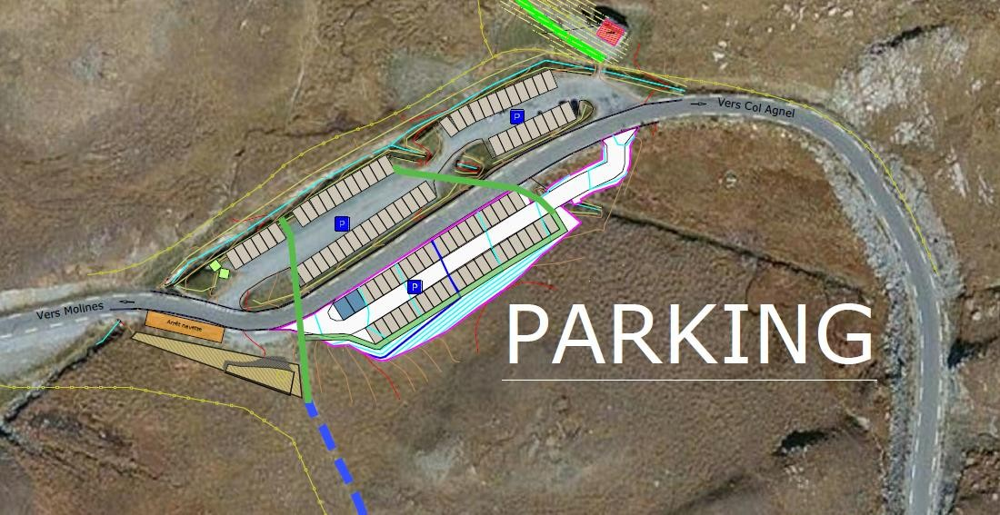 Vers Col Agnel
P
P
P
Vers Molines
Arrêt navette
PARKING